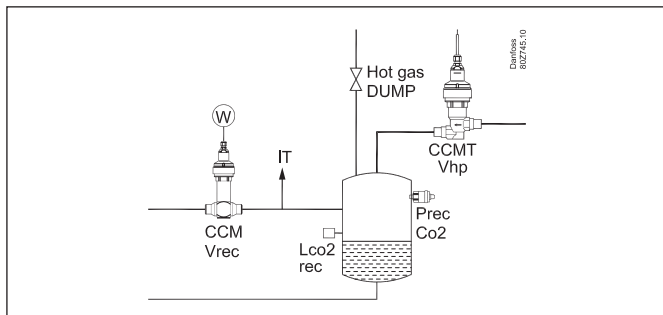 Danfoss
80Z745.10
Hot gas
DUMP
W
IT
CCMT
Vhp
CCM
Vrec
Lco2
rec
Prec
Co2